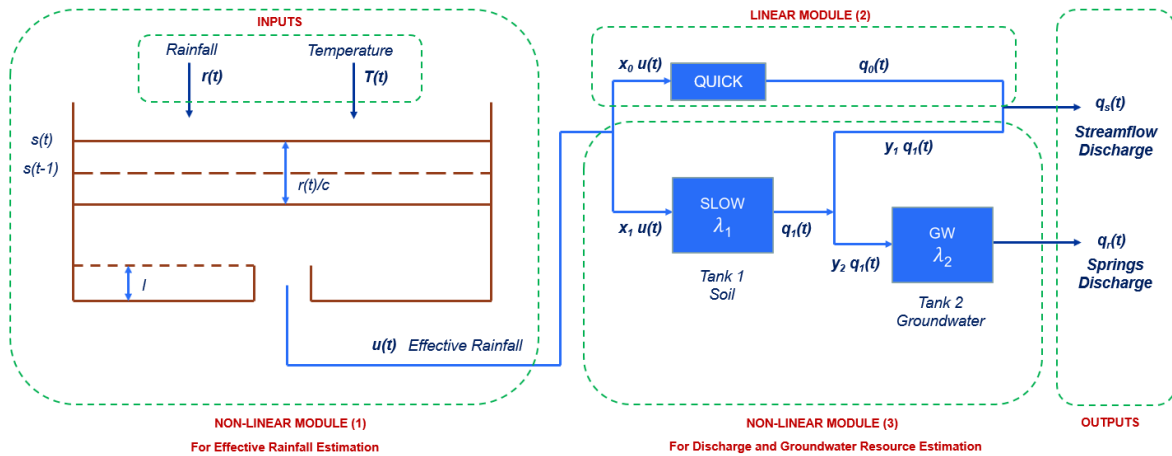 INPUTS
Rainfall
r(t)
Temperature
T(t)
s(t)
s(t-1)
r(t)/c
l
u(t) Effective Rainfall
NON-LINEAR MODULE (1)
For Effective Rainfall Estimation
LINEAR MODULE (2)
x₀ u(t)
QUICK
q₀(t)
x₁ u(t)
SLOW
λ₁
Tank 1
Soil
q₁(t)
y₁ q₁(t)
y₂ q₁(t)
GW
λ₂
Tank 2
Groundwater
NON-LINEAR MODULE (3)
For Discharge and Groundwater Resource Estimation
qₛ(t)
Streamflow
Discharge
qᵣ(t)
Springs
Discharge
OUTPUTS